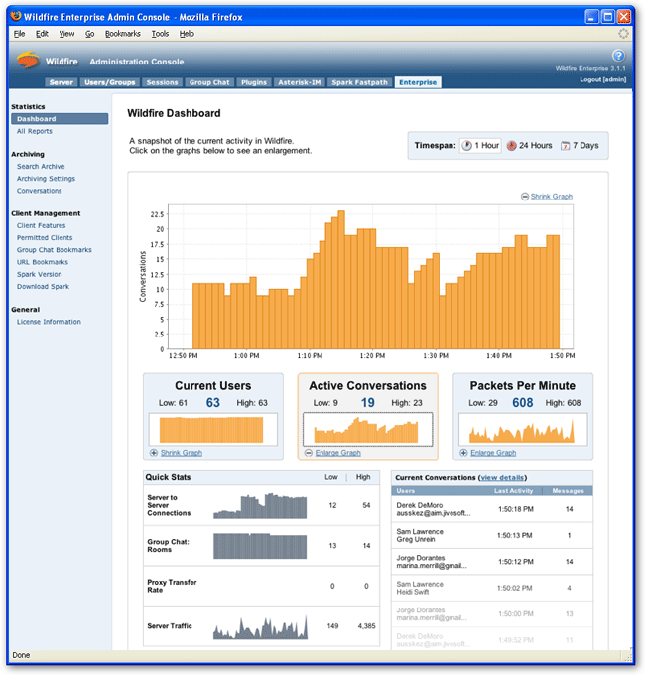 Wildfire Enterprise Admin Console - Mozilla Firefox
File Edit View Go Bookmarks Tools Help
Wildfire Administration Console
Wildfire Enterprise 3.1.1
Logout [admin]
Server Users/Groups Sessions Group Chat Plugins Asterisk-IM Spark Fastpath Enterprise
Statistics
Dashboard
All Reports
Archiving
Search Archive
Archiving Settings
Conversations
Client Management
Client Features
Permitted Clients
Group Chat Bookmarks
URL Bookmarks
Spark Version
Download Spark
General
License Information
Wildfire Dashboard
A snapshot of the current activity in Wildfire.
Click on the graphs below to see an enlargement.
Timespan: 1 Hour 24 Hours 7 Days
Shrink Graph
Conversations
22.5
20
17.5
15
12.5
10
7.5
5
2.5
0
12:50 PM 1:00 PM 1:10 PM 1:20 PM 1:30 PM 1:40 PM 1:50 PM
Current Users
Low: 61 63 High: 63
Shrink Graph
Active Conversations
Low: 9 19 High: 23
Enlarge Graph
Packets Per Minute
Low: 29 608 High: 608
Enlarge Graph
Quick Stats Low High
Server to
Server
Connections
12 54
Group Chat:
Rooms
13 14
Proxy Transfer
Rate
0 0
Server Traffic 149 4,385
Current Conversations (view details)
Users Last Activity Messages
Derek DeMoro
ausskez@aim.jivesoft...
1:50:18 PM 14
Sam Lawrence
Greg Unrein
1:50:13 PM 1
Jorge Dorantes
marina.merrill@gmail...
1:50:12 PM 14
Sam Lawrence
Heidi Swift
1:50:02 PM 4
Jorge Dorantes
marina.merrill@gmail...
1:50:00 PM 13
Derek DeMoro
ausskez@aim.jivesoft...
1:49:52 PM 11
Done